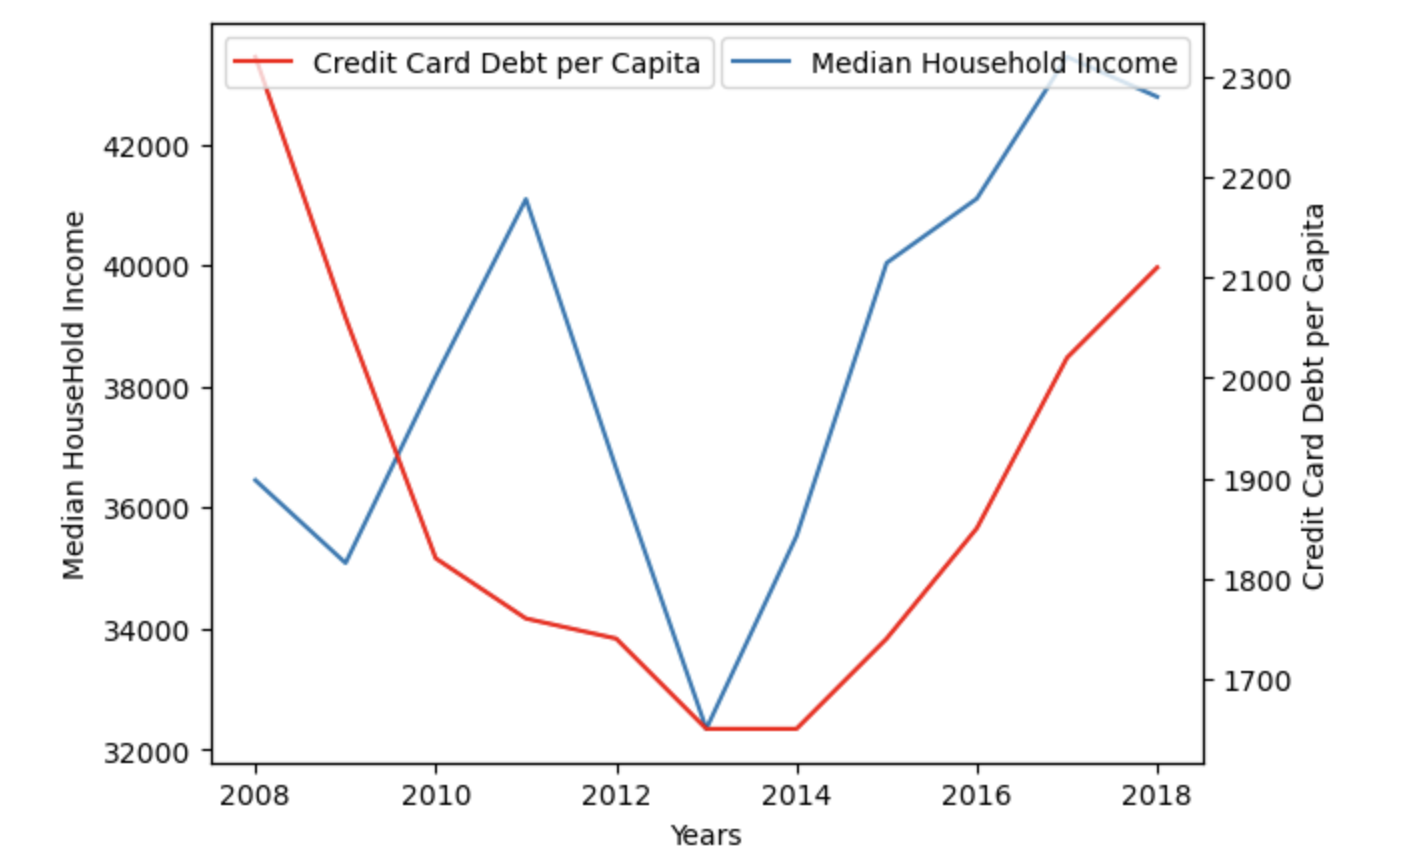 Credit Card Debt per Capita
Median Household Income
Median HouseHold Income
42000
40000
38000
36000
34000
32000
2300
2200
2100
2000
1900
1800
1700
Credit Card Debt per Capita
2008 2010 2012 2014 2016 2018
Years